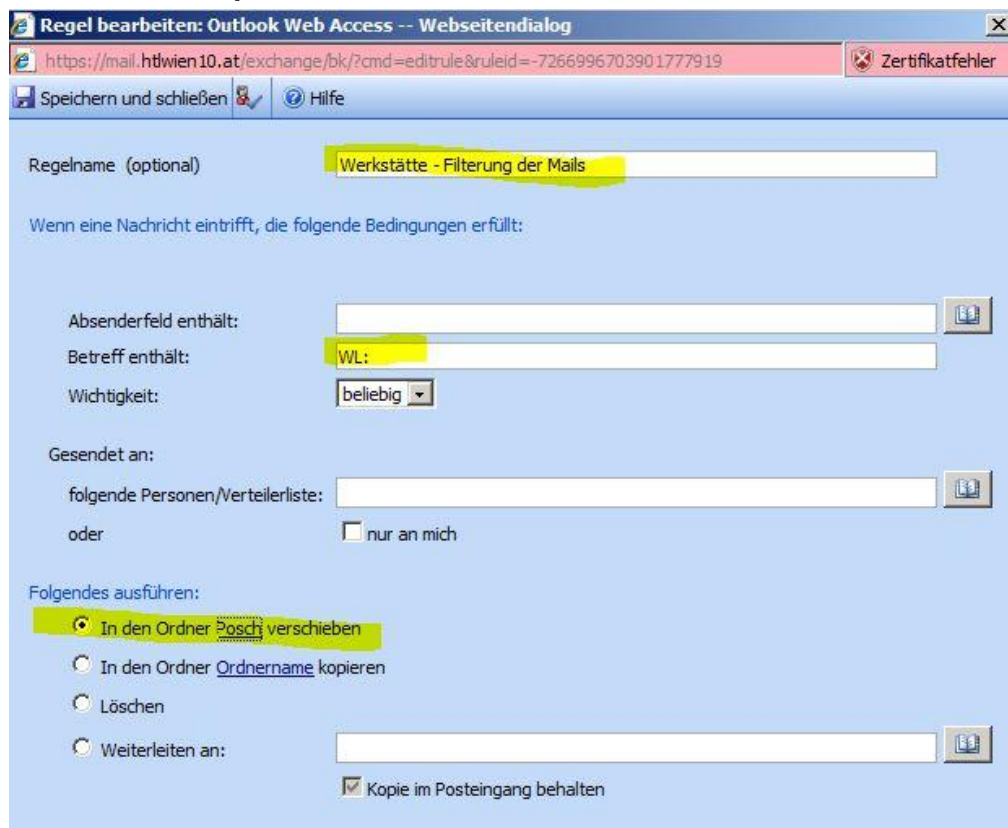 Regel bearbeiten: Outlook Web Access -- Webseitendialog
https://mail.htlwien10.at/exchange/bk/?cmd=editrule&ruleid=-7266996703901777919 Zertifikatfehler
Speichern und schließen Hilfe
Regelname (optional) Werkstätte - Filterung der Mails
Wenn eine Nachricht eintrifft, die folgende Bedingungen erfüllt:
Absenderfeld enthält:
Betreff enthält: WL:
Wichtigkeit: beliebig
Gesendet an:
folgende Personen/Verteilerliste:
oder nur an mich
Folgendes ausführen:
In den Ordner Posch verschieben
In den Ordner Ordnername kopieren
Löschen
Weiterleiten an:
Kopie im Posteingang behalten